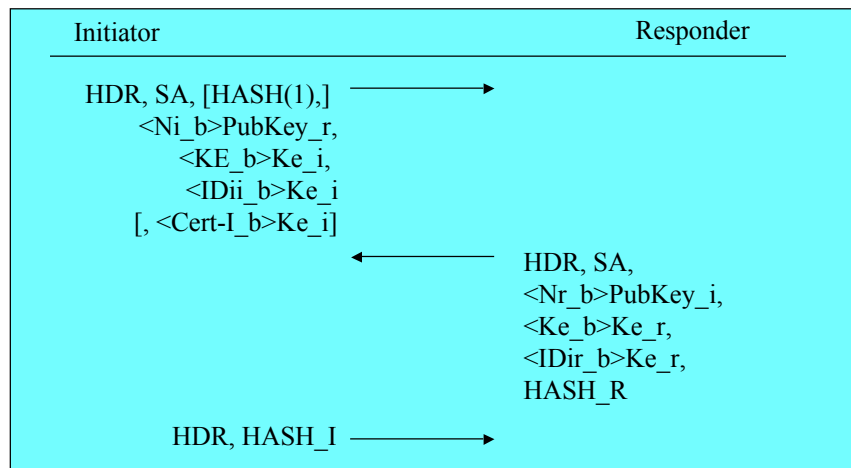 Initiator
Responder
HDR, SA, [HASH(1),]
<Ni_b>PubKey_r,
<KE_b>Ke_i,
<IDii_b>Ke_i
[, <Cert-I_b>Ke_i]
HDR, SA,
<Nr_b>PubKey_i,
<Ke_b>Ke_r,
<IDir_b>Ke_r,
HASH_R
HDR, HASH_I